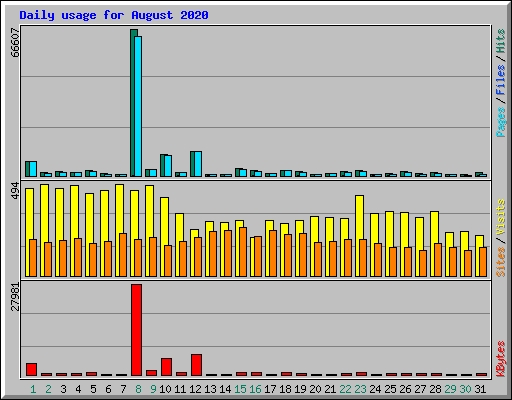 Daily usage for August 2020
66607
Pages / Files / Hits
494
Sites / Visits
27981
KBytes
1 2 3 4 5 6 7 8 9 10 11 12 13 14 15 16 17 18 19 20 21 22 23 24 25 26 27 28 29 30 31